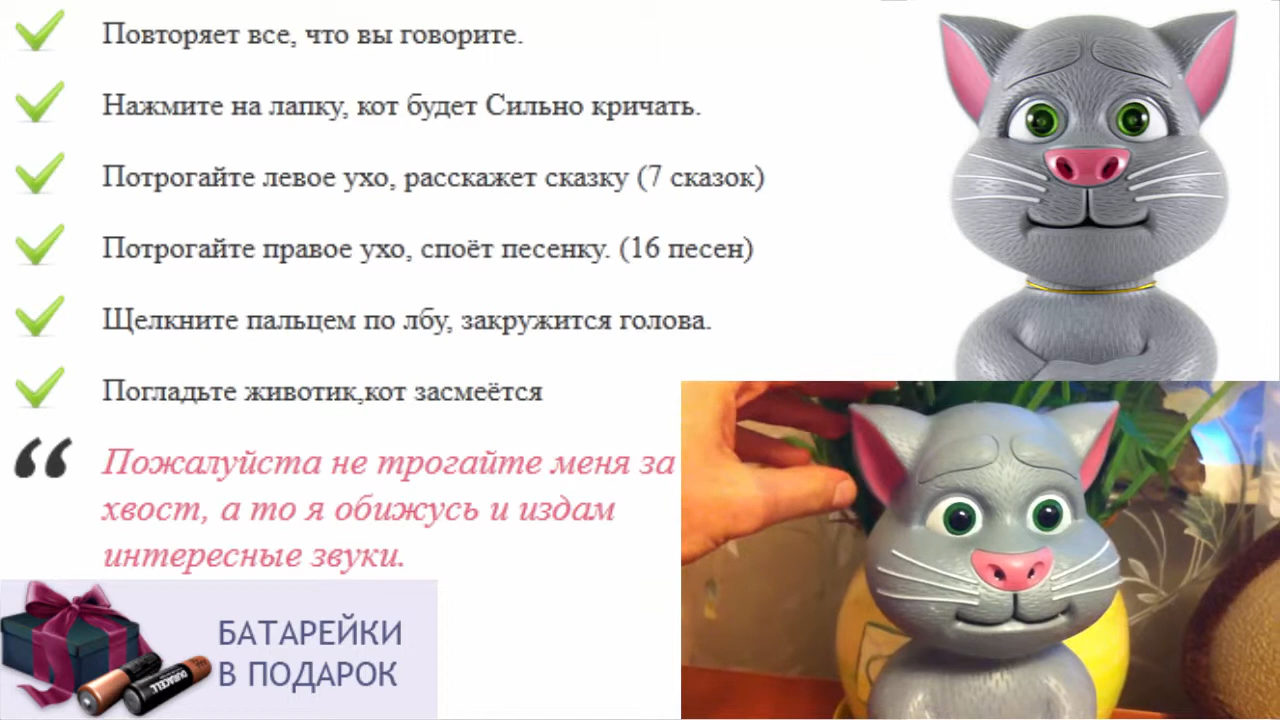 Повторяет все, что вы говорите.
Нажмите на лапку, кот будет Сильно кричать.
Потрогайте левое ухо, расскажет сказку (7 сказок)
Потрогайте правое ухо, споёт песенку. (16 песен)
Щелкните пальцем по лбу, закружится голова.
Погладьте животик,кот засмеётся
“ Пожалуйста не трогайте меня за
хвост, а то я обижусь и издам
интересные звуки.
БАТАРЕЙКИ
В ПОДАРОК
DURACELL